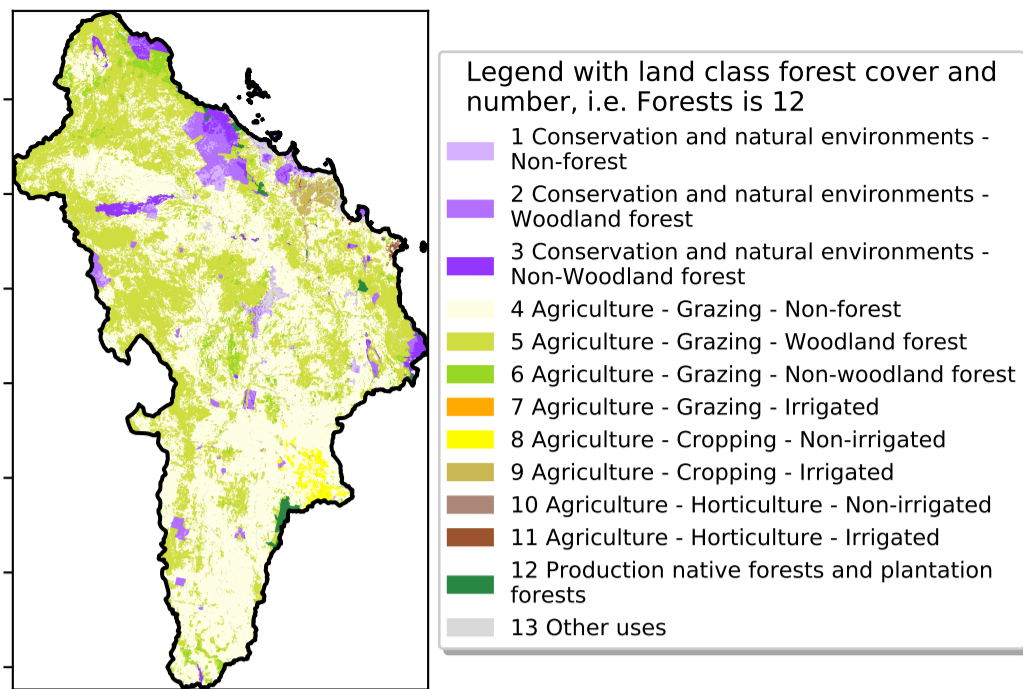 Legend with land class forest cover and
number, i.e. Forests is 12
1 Conservation and natural environments -
Non-forest
2 Conservation and natural environments -
Woodland forest
3 Conservation and natural environments -
Non-Woodland forest
4 Agriculture - Grazing - Non-forest
5 Agriculture - Grazing - Woodland forest
6 Agriculture - Grazing - Non-woodland forest
7 Agriculture - Grazing - Irrigated
8 Agriculture - Cropping - Non-irrigated
9 Agriculture - Cropping - Irrigated
10 Agriculture - Horticulture - Non-irrigated
11 Agriculture - Horticulture - Irrigated
12 Production native forests and plantation
forests
13 Other uses